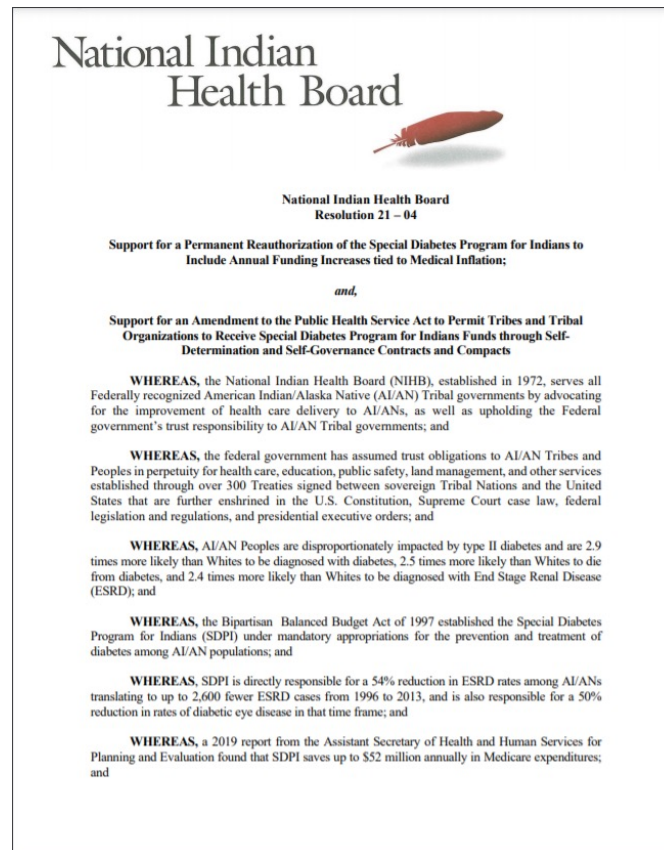 National Indian
Health Board
National Indian Health Board
Resolution 21 – 04
Support for a Permanent Reauthorization of the Special Diabetes Program for Indians to
Include Annual Funding Increases tied to Medical Inflation;
and,
Support for an Amendment to the Public Health Service Act to Permit Tribes and Tribal
Organizations to Receive Special Diabetes Program for Indians Funds through Self-
Determination and Self-Governance Contracts and Compacts
WHEREAS, the National Indian Health Board (NIHB), established in 1972, serves all
Federally recognized American Indian/Alaska Native (AI/AN) Tribal governments by advocating
for the improvement of health care delivery to AI/ANs, as well as upholding the Federal
government's trust responsibility to AI/AN Tribal governments; and
WHEREAS, the federal government has assumed trust obligations to AI/AN Tribes and
Peoples in perpetuity for health care, education, public safety, land management, and other services
established through over 300 Treaties signed between sovereign Tribal Nations and the United
States that are further enshrined in the U.S. Constitution, Supreme Court case law, federal
legislation and regulations, and presidential executive orders; and
WHEREAS, AI/AN Peoples are disproportionately impacted by type II diabetes and are 2.9
times more likely than Whites to be diagnosed with diabetes, 2.5 times more likely than Whites to die
from diabetes, and 2.4 times more likely than Whites to be diagnosed with End Stage Renal Disease
(ESRD); and
WHEREAS, the Bipartisan Balanced Budget Act of 1997 established the Special Diabetes
Program for Indians (SDPI) under mandatory appropriations for the prevention and treatment of
diabetes among AI/AN populations; and
WHEREAS, SDPI is directly responsible for a 54% reduction in ESRD rates among AI/ANs
translating to up to 2,600 fewer ESRD cases from 1996 to 2013, and is also responsible for a 50%
reduction in rates of diabetic eye disease in that time frame; and
WHEREAS, a 2019 report from the Assistant Secretary of Health and Human Services for
Planning and Evaluation found that SDPI saves up to $52 million annually in Medicare expenditures;
and